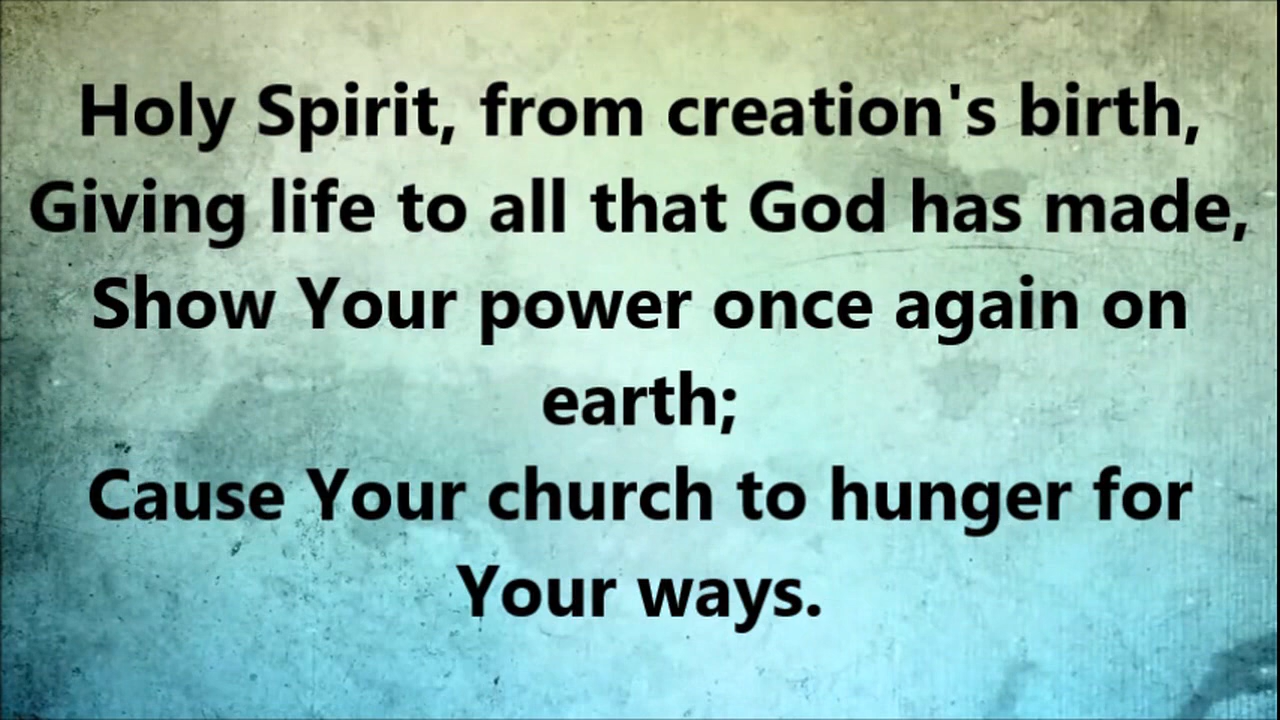 Holy Spirit, from creation's birth,
Giving life to all that God has made,
Show Your power once again on
earth;
Cause Your church to hunger for
Your ways.